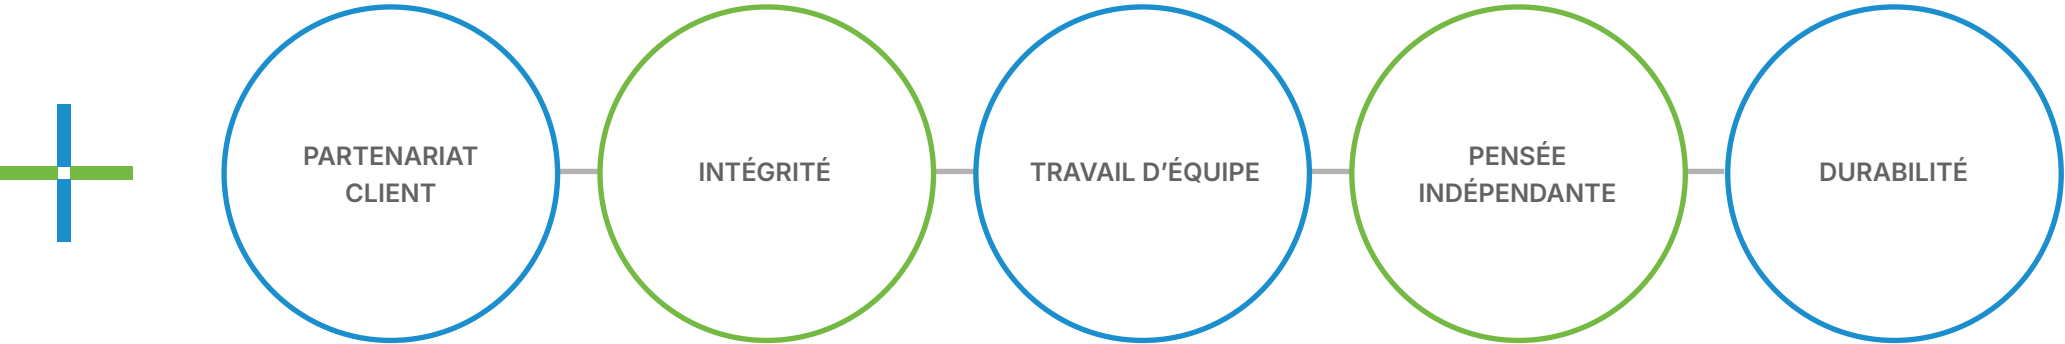 PARTENARIAT
CLIENT
INTÉGRITÉ
TRAVAIL D’ÉQUIPE
PENSÉE
INDÉPENDANTE
DURABILITÉ